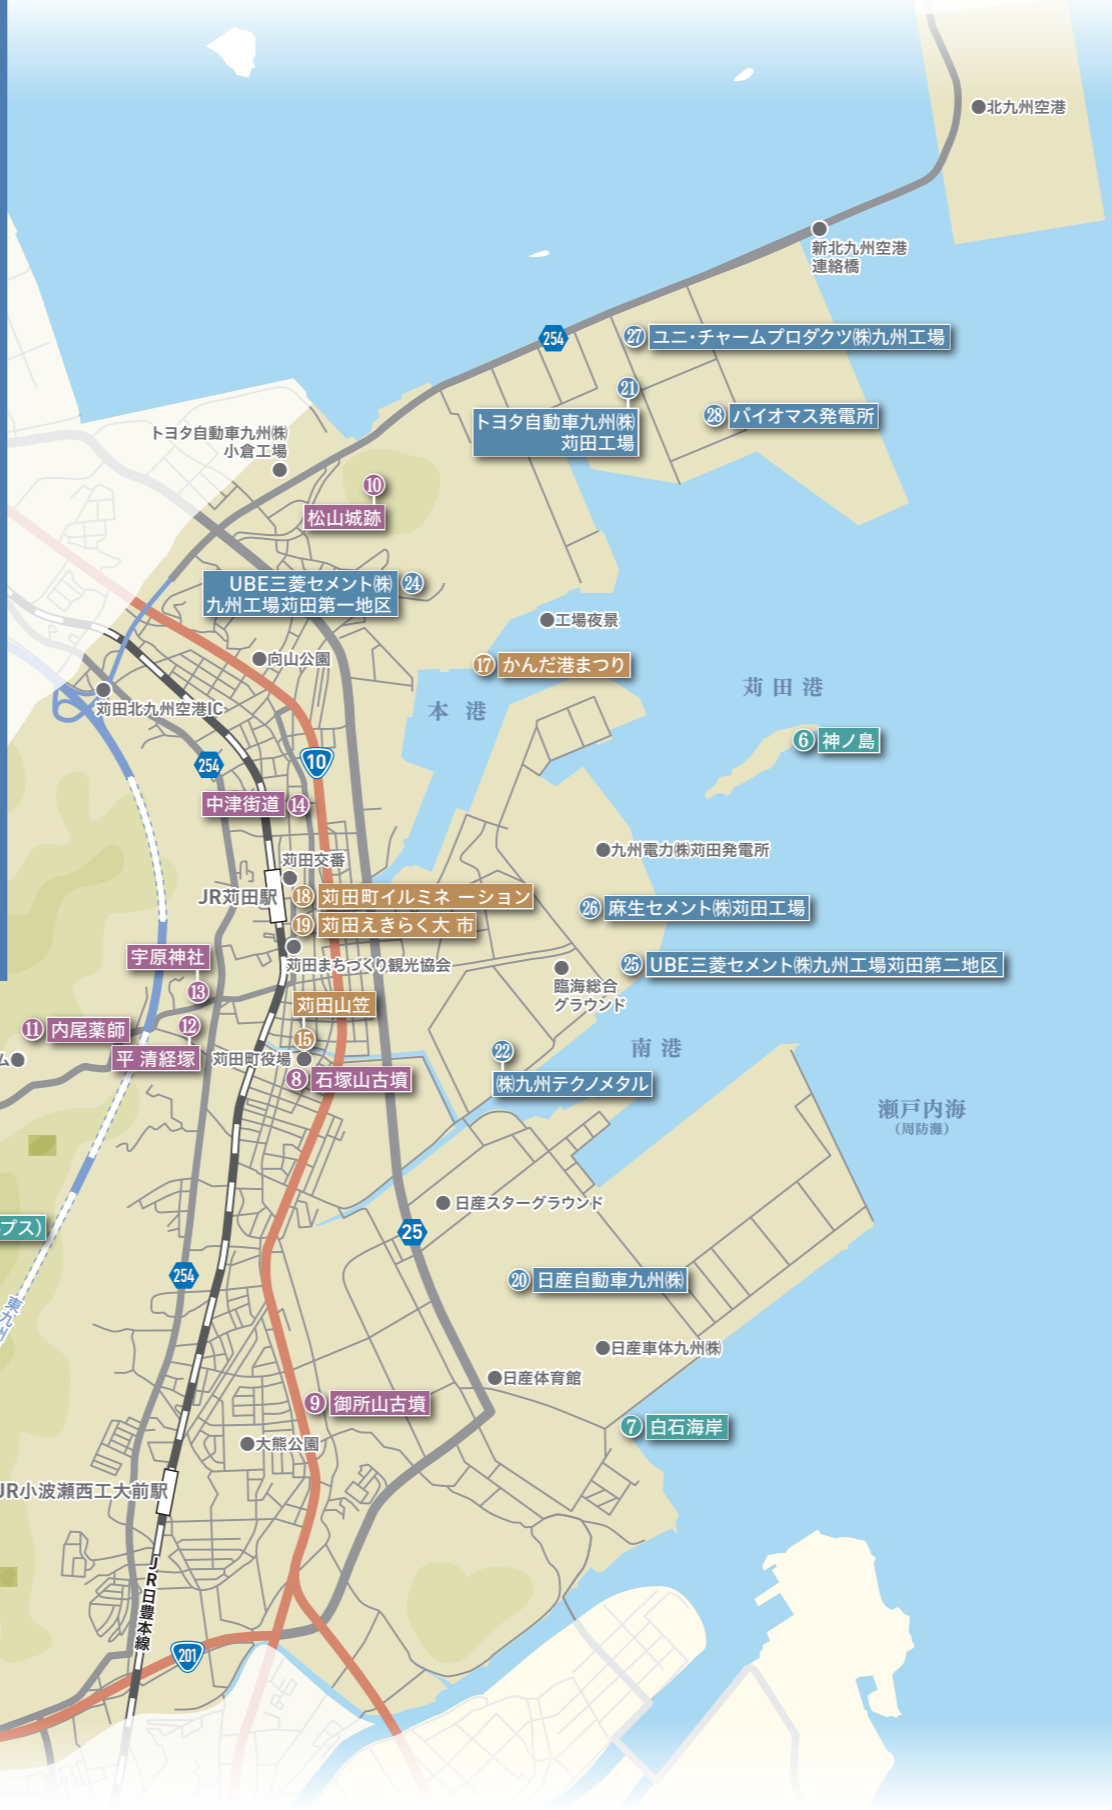 北九州空港
新北九州空港
連絡橋
254
㉗ ユニ・チャームプロダクツ㈱九州工場
㉑
トヨタ自動車九州㈱
苅田工場
㉘ バイオマス発電所
トヨタ自動車九州㈱
小倉工場
⑩
松山城跡
UBE三菱セメント㈱
九州工場苅田第一地区
㉔
工場夜景
⑰ かんだ港まつり
向山公園
苅田港
本港
苅田北九州空港IC
⑥ 神ノ島
254
10
中津街道 ⑭
苅田交番
九州電力㈱苅田発電所
JR苅田駅
⑱ 苅田町イルミネーション
㉖ 麻生セメント㈱苅田工場
⑲ 苅田えきらく大市
苅田まちづくり観光協会
宇原神社
⑬
㉕ UBE三菱セメント㈱九州工場苅田第二地区
臨海総合
グラウンド
苅田山笠
⑮
⑪ 内尾薬師
⑫
平清経塚
苅田町役場
ム
⑧ 石塚山古墳
南港
㉒
㈱九州テクノメタル
瀬戸内海
（周防灘）
日産スターグラウンド
プス）
25
254
⑳ 日産自動車九州㈱
東九州
日産車体九州㈱
日産体育館
⑨ 御所山古墳
⑦ 白石海岸
大熊公園
JR小波瀬西工大前駅
JR日豊本線
201